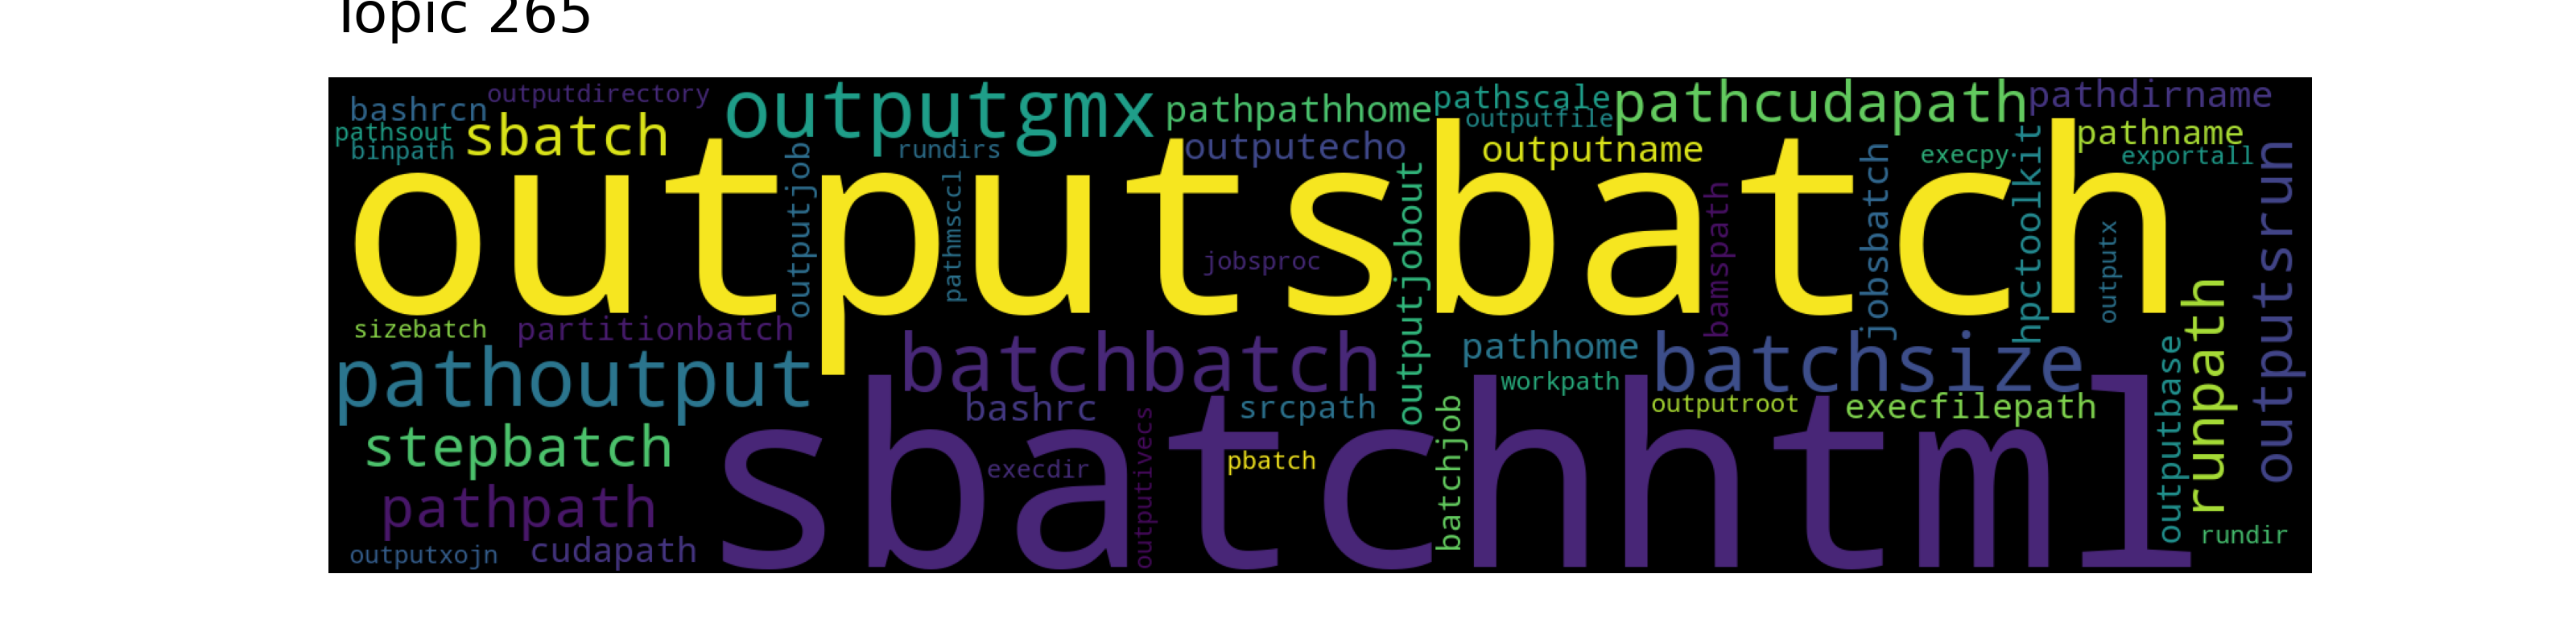 Topic 265
bashrcn outputdirectory
outputgmx
pathpathhome
pathscale
pathcudapath
pathdirname
pathsout
sbatch
outputfile
pathname
binpath
rundirs
outputecho
outputname
execpy
exportall
outputsbatch
outputjob
pathmsccl
jobsproc
outputjobout
bamspath
jobsbatch
hpctoolkit
outputx
outputsrun
sizebatch
partitionbatch
pathoutput
batchbatch
pathhome
batchsize
workpath
bashrc
srcpath
outputroot
execfilepath
outputbase
runpath
stepbatch
sbatchhtml
execdir
outputivecs
pbatch
batchjob
pathpath
outputxojn
cudapath
rundir